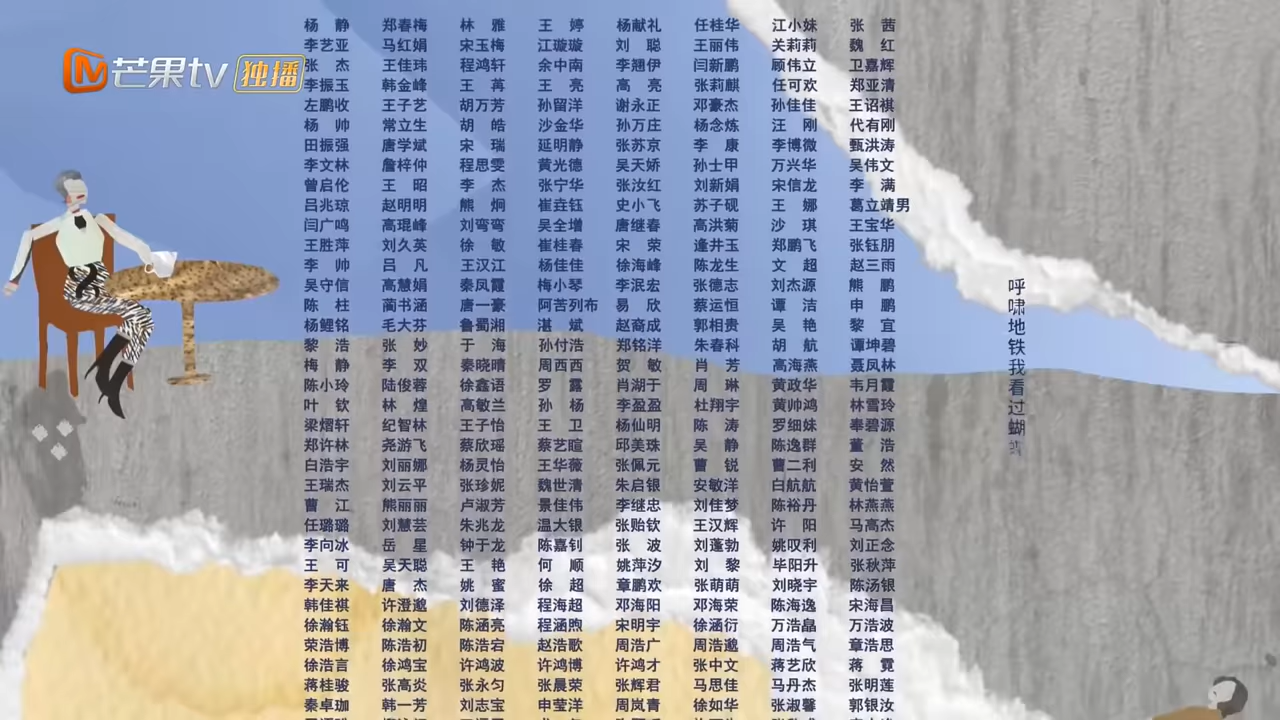 芒果tv 独播
杨静 郑春梅 林雅 王婷 杨献礼 任桂华 江小妹 张茜
李艺亚 马红娟 宋玉梅 江璇璇 刘聪 王丽伟 关莉莉 魏红
张杰 王佳玮 程鸿轩 余中南 李翘伊 闫新鹏 顾伟立 卫嘉辉
李振玉 韩金峰 王苒 王亮 高亮 张莉麒 任可欢 郑亚清
左鹏收 王子艺 胡万芳 孙留洋 谢永正 邓豪杰 孙佳佳 王诏棋
杨帅 常立生 胡皓 沙金华 孙万庄 杨念炼 汪刚 代有刚
田振强 唐学斌 宋瑞 延明静 张苏京 李康 李博微 甄洪涛
李文林 詹梓仲 程思雯 黄光德 吴天娇 孙士甲 万兴华 吴伟文
曾启伦 王昭 李杰 张宁华 张汝红 刘新娟 宋信龙 李满
吕兆琼 赵明明 熊炯 崔垚钰 史小飞 苏子砚 王娜 葛立靖男
闫广鸣 高琨峰 刘弯弯 吴全增 唐继春 高洪菊 沙琪 王宝华
王胜萍 刘久英 徐敏 崔桂春 宋荣 逄井玉 郑鹏飞 张钰朋
李帅 吕凡 王汉江 杨佳佳 徐海峰 陈龙生 文超 赵三雨
吴守信 高慧娟 秦凤霞 梅小琴 李泯宏 张德志 刘杰源 熊鹏
陈柱 蔺书涵 唐一豪 阿苦列布 易欣 蔡运恒 谭洁 申鹏
杨鲤铭 毛大芬 鲁蜀湘 湛斌 赵裔成 郭相贵 吴艳 黎宜
黎浩 张妙 于海 孙付浩 郑铭洋 朱春科 胡航 谭坤碧
梅静 李双 秦晓晴 周西西 贺敏 肖芳 高海燕 聂凤林
陈小玲 陆俊蓉 徐鑫语 罗露 肖湖于 周琳 黄政华 韦月霞
叶钦 林煌 高敏兰 孙杨 李盈盈 杜翔宇 黄帅鸿 林雪玲
梁熠轩 纪智林 王子怡 王卫 杨仙明 陈涛 罗细妹 奉碧源
郑许林 尧游飞 蔡欣瑶 蔡艺暄 邱美珠 吴静 陈逸群 董浩
白浩宇 刘丽娜 杨灵怡 王华薇 张佩元 曹锐 曹二利 安然
王瑞杰 刘云平 张珍妮 魏世清 朱启银 安敏洋 白航航 黄怡萱
曹江 熊丽丽 卢淑芳 景佳伟 李继忠 刘佳梦 陈裕丹 林燕燕
任璐璐 刘慧芸 朱兆龙 温大银 张贻钦 王汉辉 许阳 马高杰
李向冰 岳星 钟于龙 陈嘉钊 张波 刘蓬勃 姚叹利 刘正念
王可 吴天聪 王艳 何顺 姚萍汐 刘黎 毕阳升 张秋萍
李天来 唐杰 姚蜜 徐超 章鹏欢 张萌萌 刘晓宇 陈汤银
韩佳祺 许澄邈 刘德泽 程海超 邓海阳 邓海荣 陈海逸 宋海昌
徐瀚钰 徐瀚文 陈涵亮 程涵煦 宋明宇 徐涵衍 万浩皛 万浩波
荣浩博 陈浩初 陈浩宕 赵浩歌 周浩广 周浩邈 周浩气 章浩思
徐浩言 徐鸿宝 许鸿波 许鸿博 许鸿才 张中文 蒋艺欣 蒋霓
蒋桂骏 张高炎 张永匀 张晨荣 张辉君 马思佳 马丹杰 张明莲
秦卓珈 韩一芳 刘志宝 申莹洋 周岚青 徐如华 张淑馨 郭银汝
呼啸地铁我看过蝴